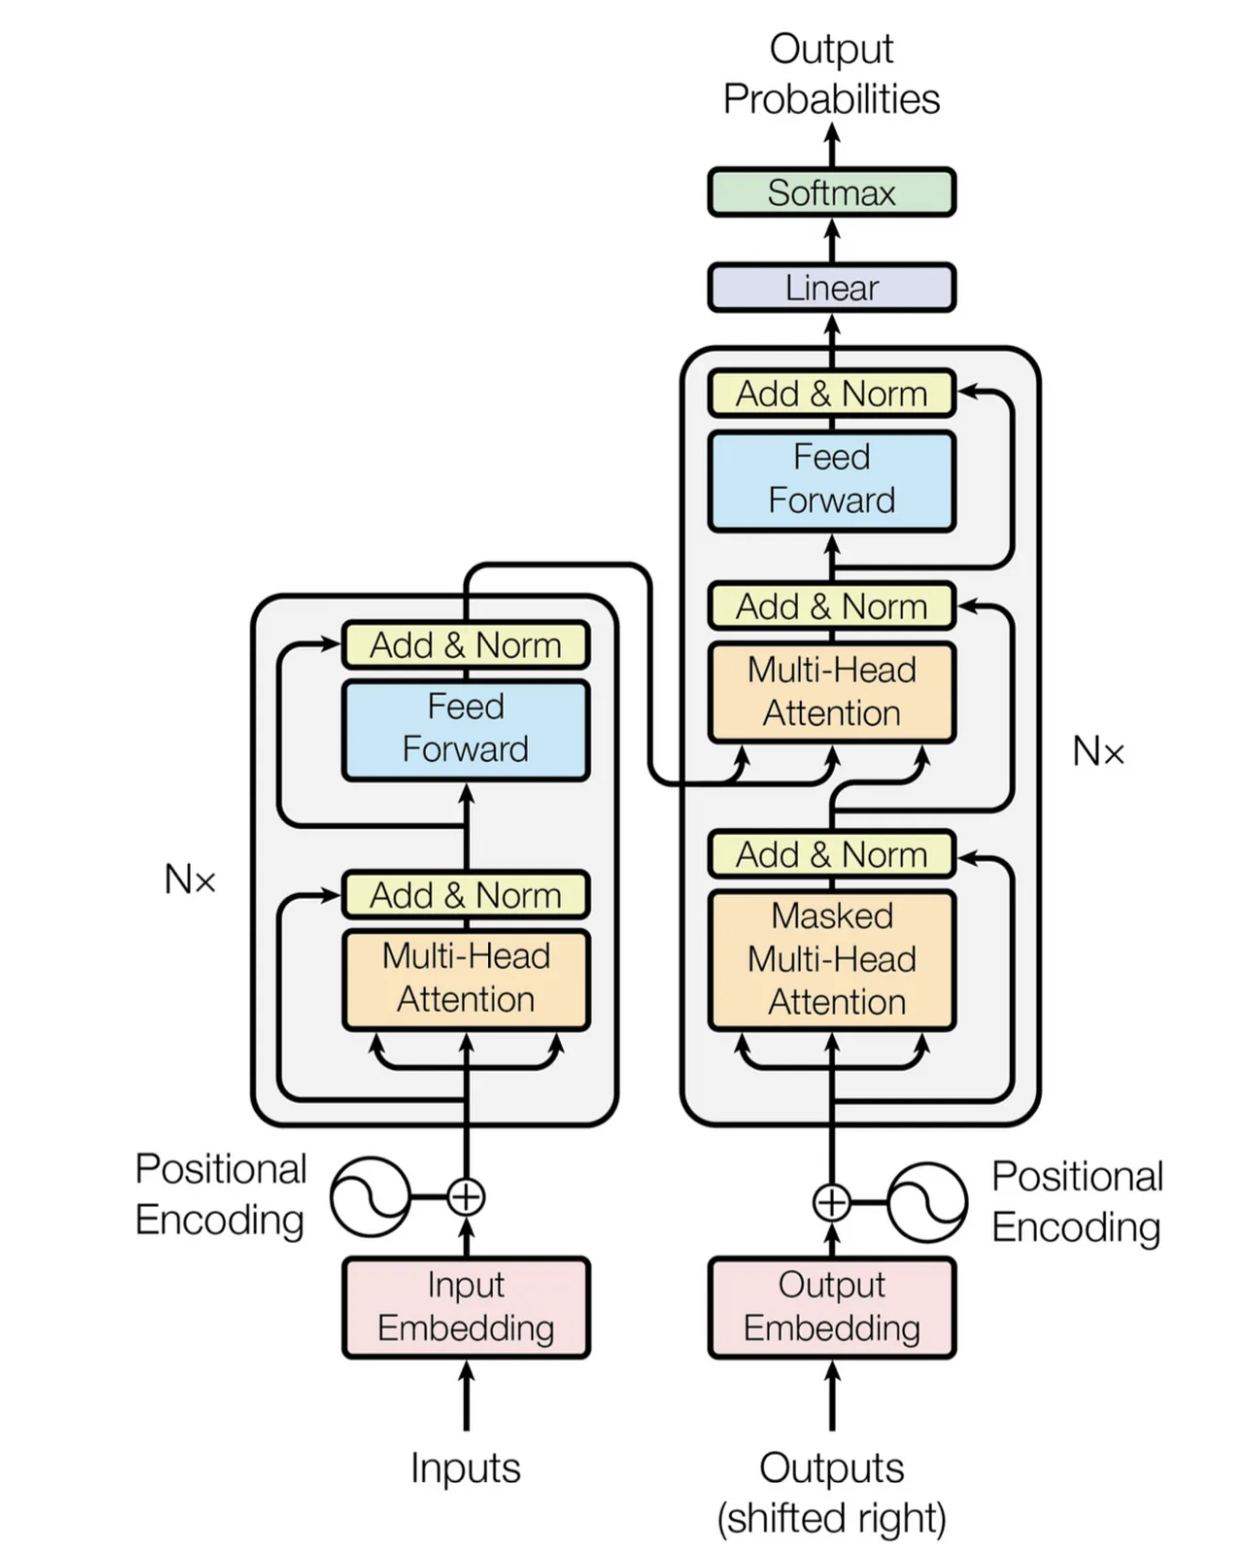 Output
Probabilities
Softmax
Linear
Add & Norm
Feed
Forward
Add & Norm
Multi-Head
Attention
N×
Add & Norm
Masked
Multi-Head
Attention
Add & Norm
Feed
Forward
N×
Add & Norm
Multi-Head
Attention
Positional
Encoding
Positional
Encoding
Input
Embedding
Output
Embedding
Inputs
Outputs
(shifted right)